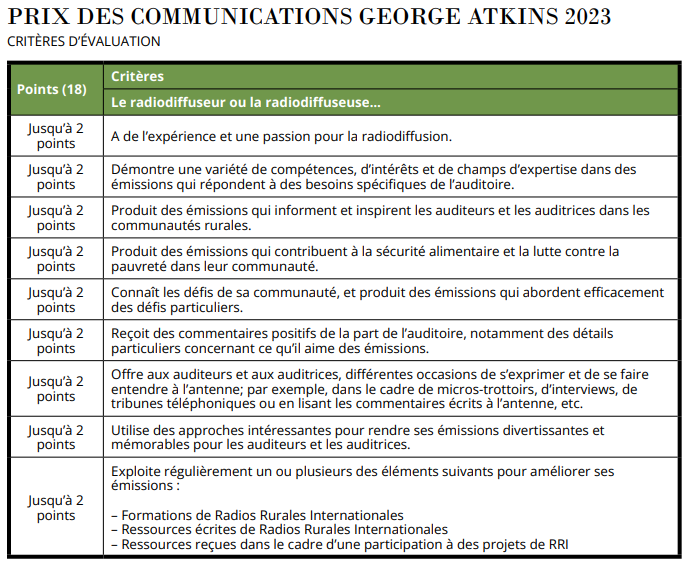 PRIX DES COMMUNICATIONS GEORGE ATKINS 2023
CRITÈRES D’ÉVALUATION
Points (18)
Critères
Le radiodiffuseur ou la radiodiffuseuse…
Jusqu’à 2
points
A de l’expérience et une passion pour la radiodiffusion.
Jusqu’à 2
points
Démontre une variété de compétences, d’intérêts et de champs d’expertise dans des
émissions qui répondent à des besoins spécifiques de l’auditoire.
Jusqu’à 2
points
Produit des émissions qui informent et inspirent les auditeurs et les auditrices dans les
communautés rurales.
Jusqu’à 2
points
Produit des émissions qui contribuent à la sécurité alimentaire et la lutte contre la
pauvreté dans leur communauté.
Jusqu’à 2
points
Connaît les défis de sa communauté, et produit des émissions qui abordent efficacement
des défis particuliers.
Jusqu’à 2
points
Reçoit des commentaires positifs de la part de l’auditoire, notamment des détails
particuliers concernant ce qu’il aime des émissions.
Jusqu’à 2
points
Offre aux auditeurs et aux auditrices, différentes occasions de s’exprimer et de se faire
entendre à l’antenne; par exemple, dans le cadre de micros-trottoirs, d’interviews, de
tribunes téléphoniques ou en lisant les commentaires écrits à l’antenne, etc.
Jusqu’à 2
points
Utilise des approches intéressantes pour rendre ses émissions divertissantes et
mémorables pour les auditeurs et les auditrices.
Jusqu’à 2
points
Exploite régulièrement un ou plusieurs des éléments suivants pour améliorer ses
émissions :
– Formations de Radios Rurales Internationales
– Ressources écrites de Radios Rurales Internationales
– Ressources reçues dans le cadre d’une participation à des projets de RRI